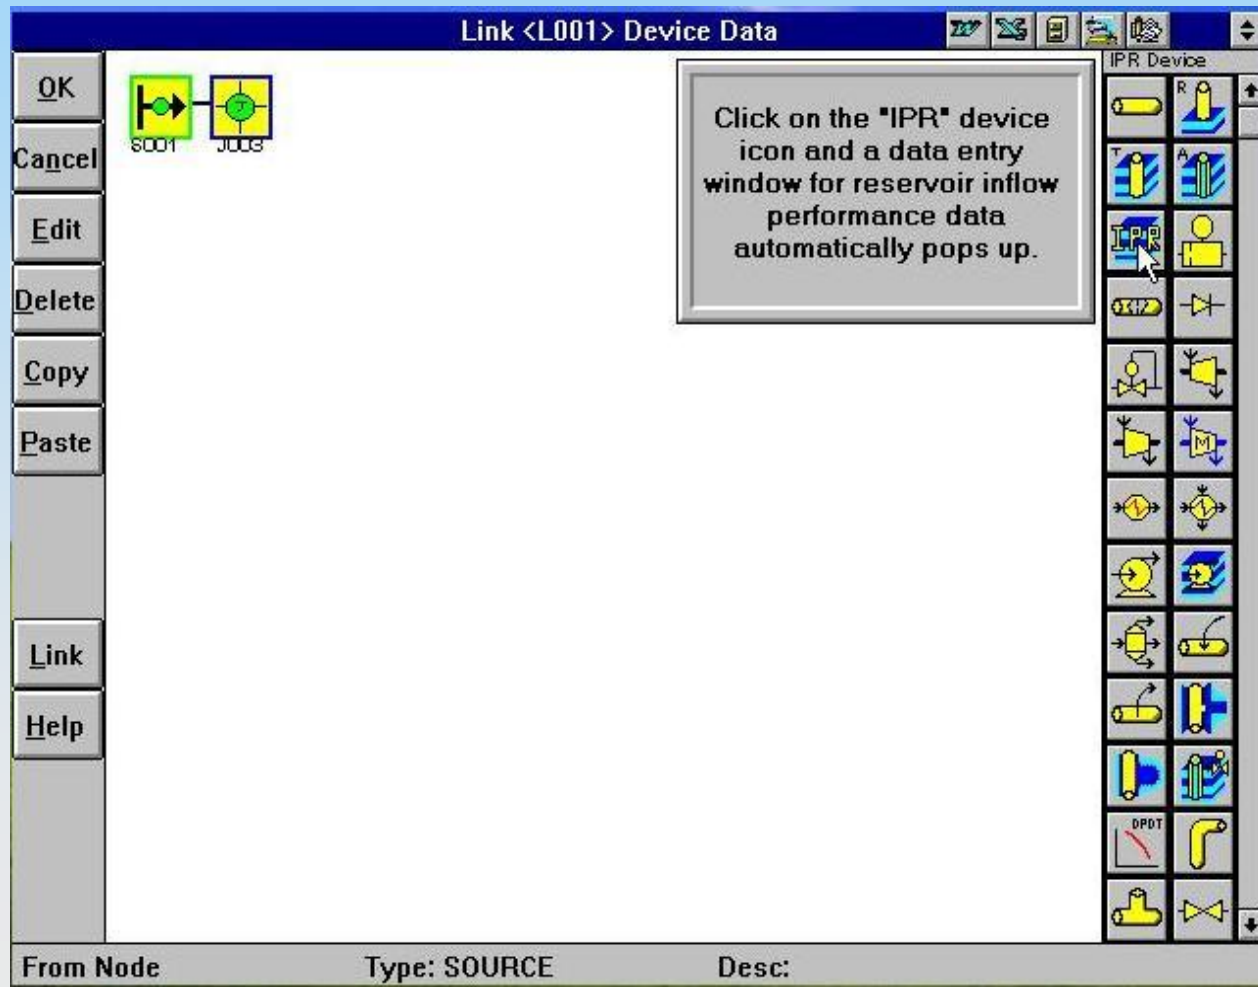 Link <L001> Device Data
IPR Device
OK
Cancel
Edit
Delete
Copy
Paste
Link
Help
S001 J003
Click on the "IPR" device
icon and a data entry
window for reservoir inflow
performance data
automatically pops up.
R
T A
IPR
M
DPDT
From Node Type: SOURCE Desc: